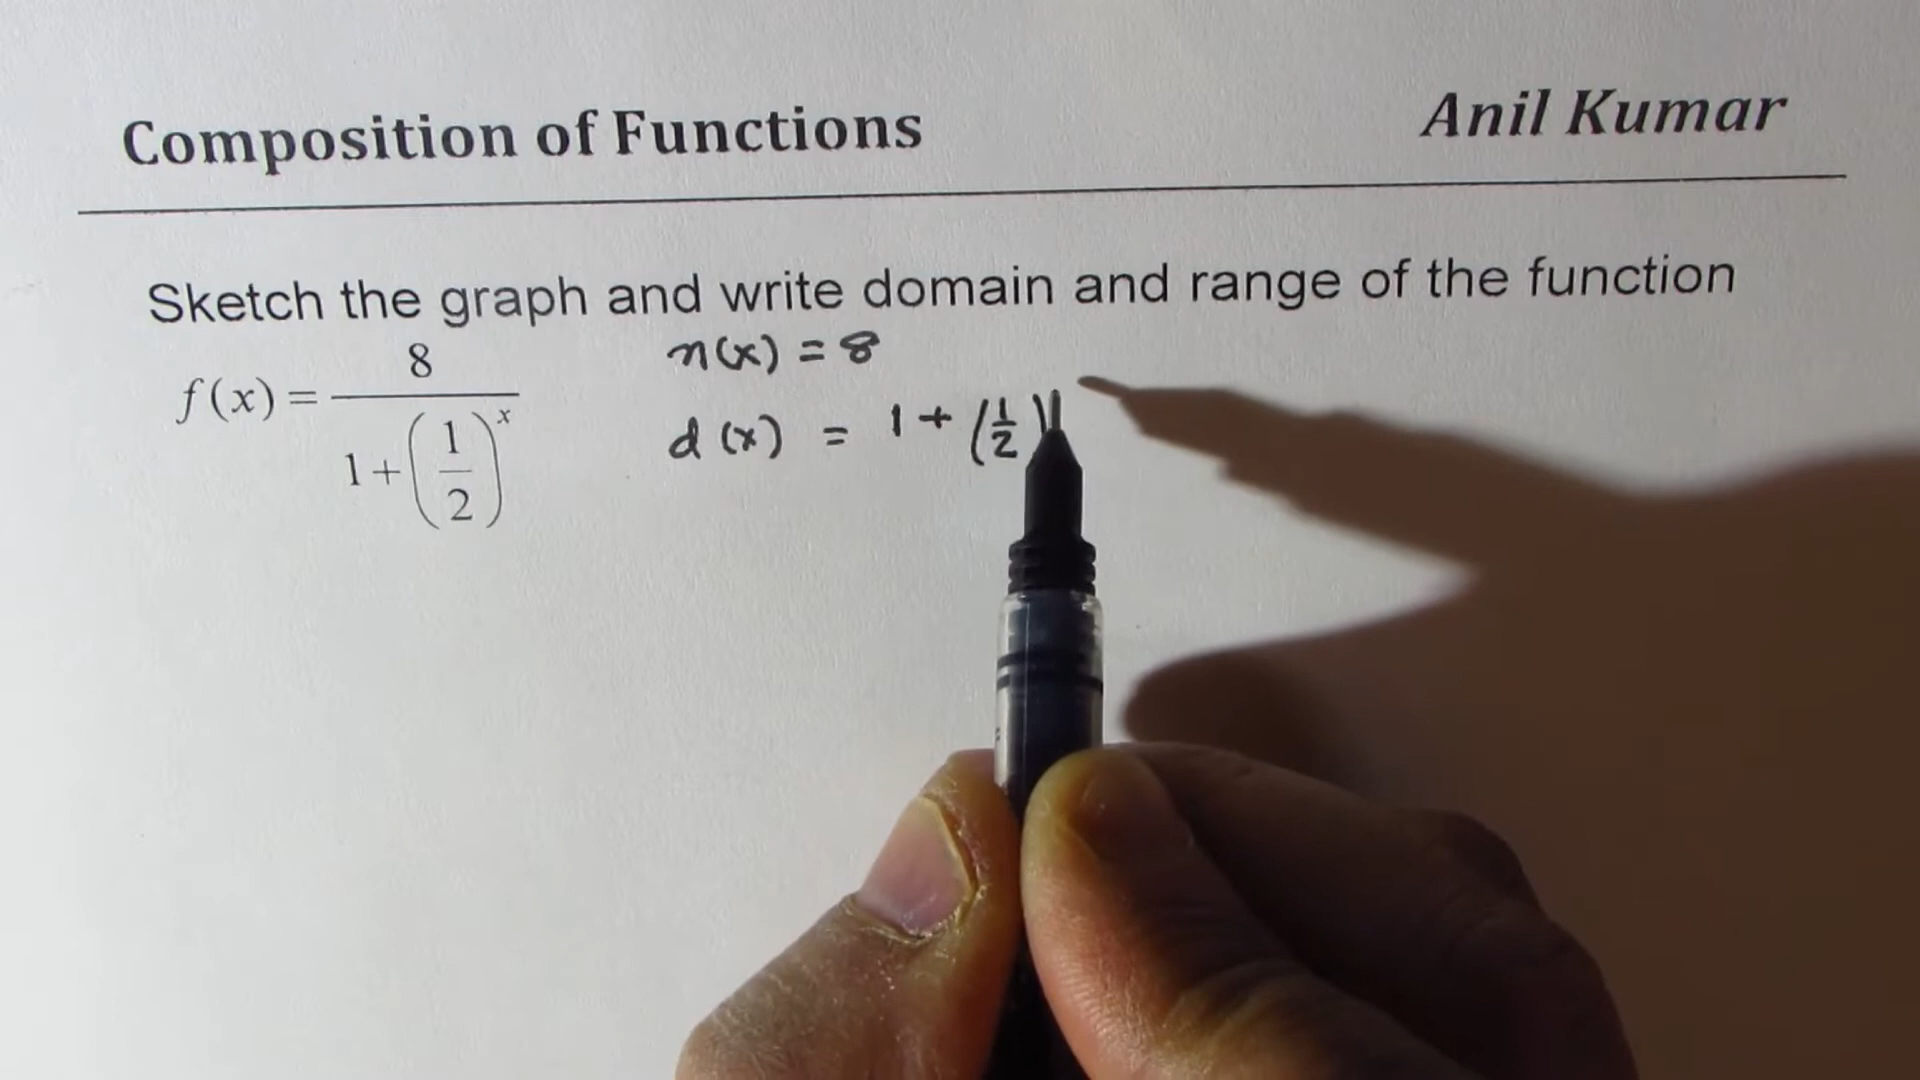 Composition of Functions
Anil Kumar
Sketch the graph and write domain and range of the function
f(x) = 8 / (1 + (1/2)^x)
n(x) = 8
d(x) = 1 + (1/2)